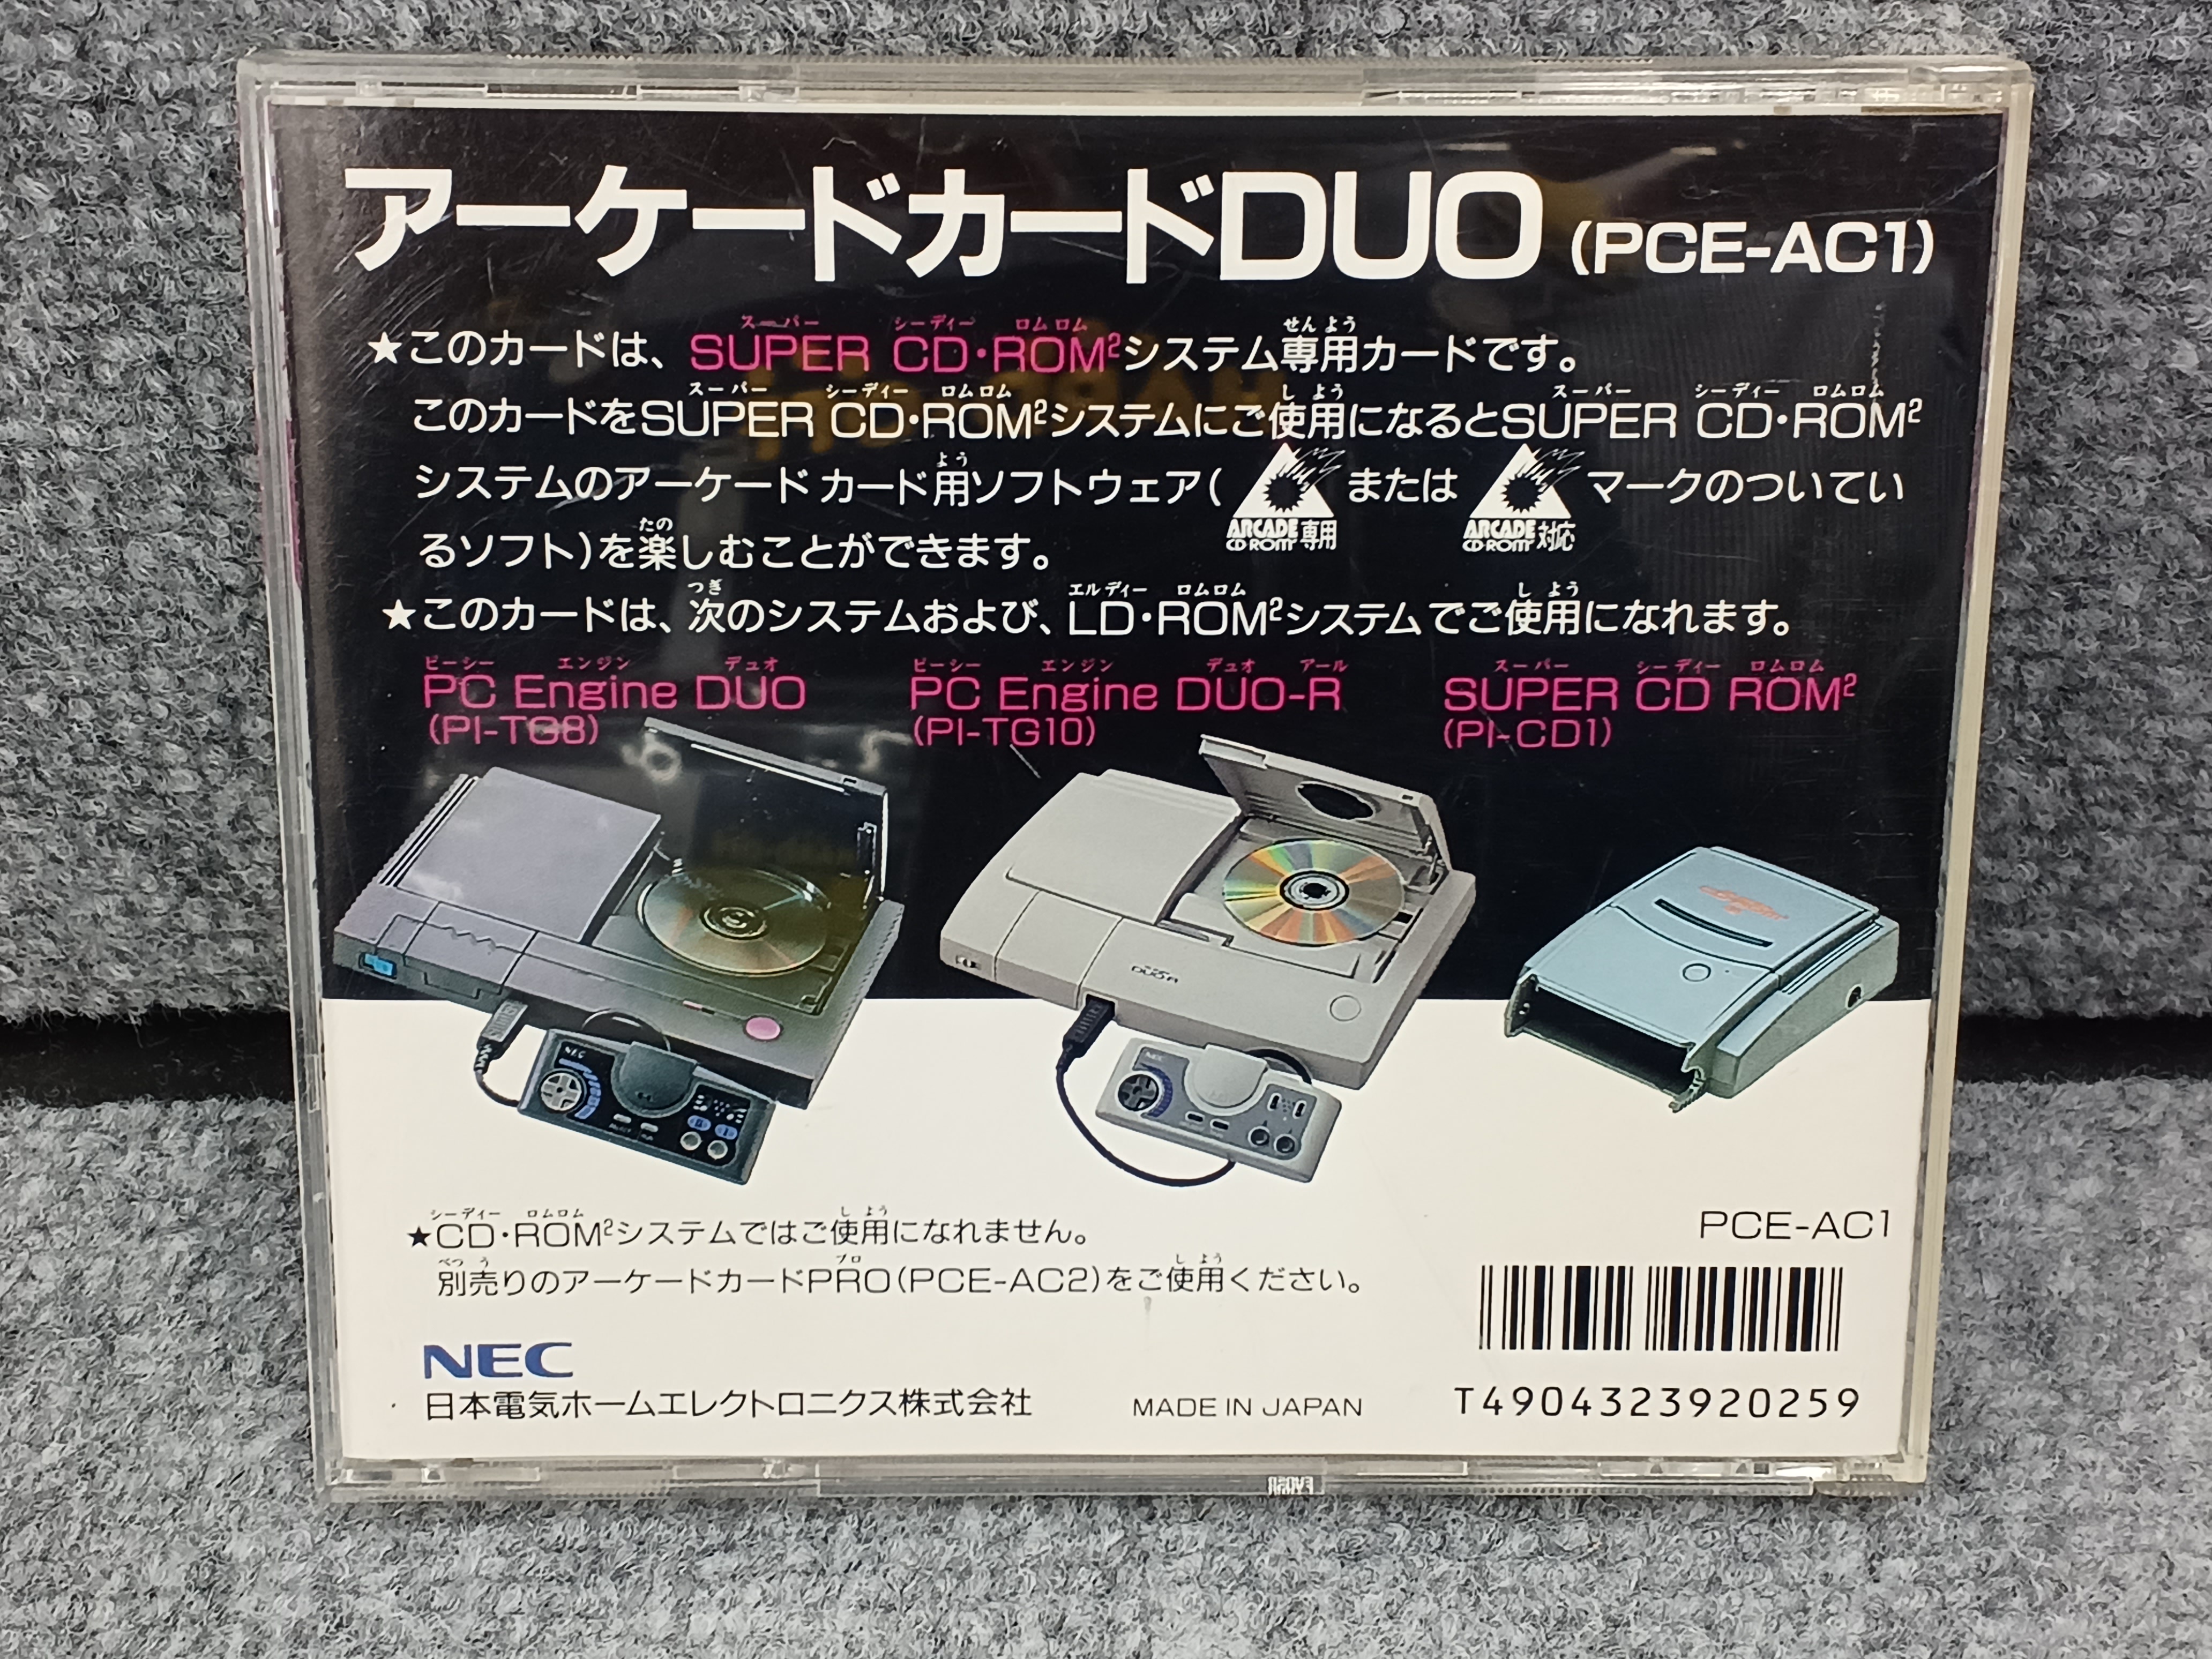 アーケードカードDUO (PCE-AC1)
★このカードは、SUPER CD・ROM²システム専用カードです。
このカードをSUPER CD・ROM²システムにご使用になるとSUPER CD・ROM²
システムのアーケードカード用ソフトウェア(ARCADE CD-ROM² 専用 または ARCADE CD-ROM² 対応 マークのついてい
るソフト)を楽しむことができます。
★このカードは、次のシステムおよび、LD・ROM²システムでご使用になれます。
PC Engine DUO PC Engine DUO-R SUPER CD ROM²
(PI-TG8) (PI-TG10) (PI-CD1)
DUO-R
NEC
NEC
★CD・ROM²システムではご使用になれません。
別売りのアーケードカードPRO(PCE-AC2)をご使用ください。
PCE-AC1
NEC
日本電気ホームエレクトロニクス株式会社
MADE IN JAPAN
T4904323920259